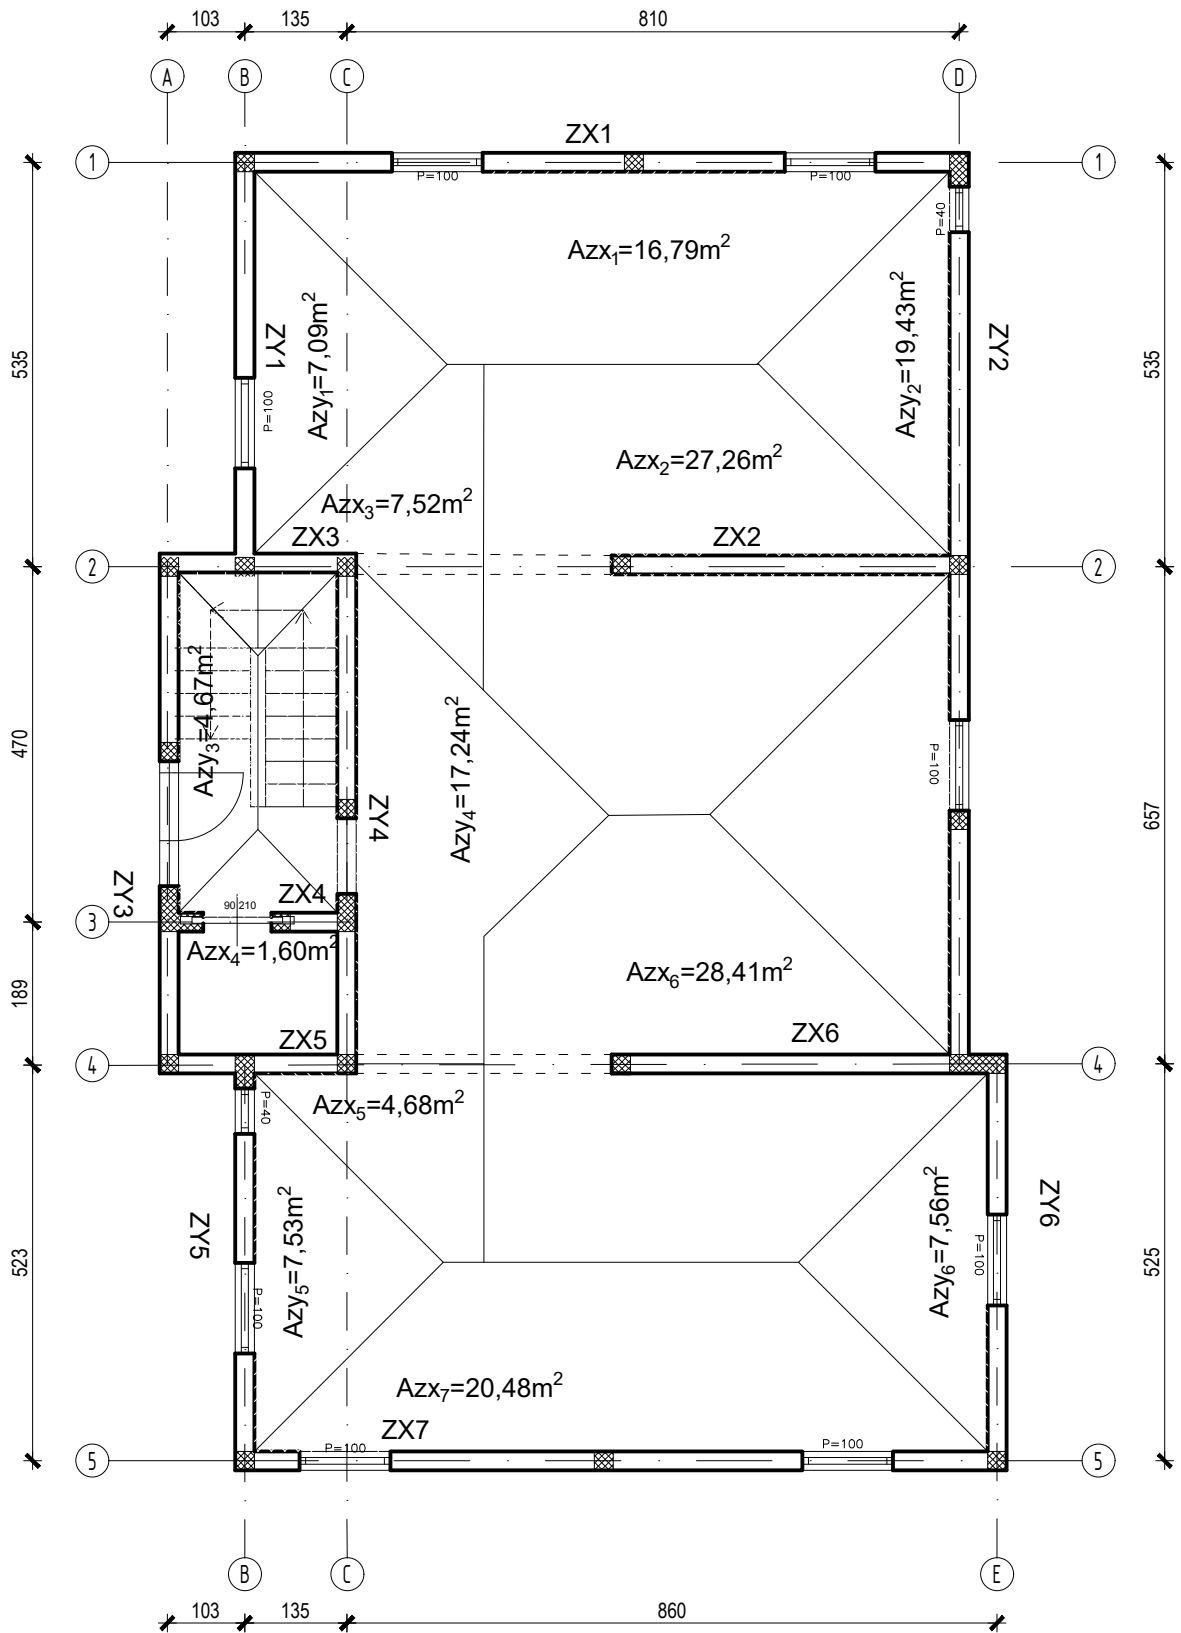 103 135 810
A B C D
ZX1
1 1
P=100 P=100
P=40
Azx₁=16,79m²
ZY1
Azy₁=7,09m²
Azy₂=19,43m²
ZY2
535 535
P=100
Azx₂=27,26m²
Azx₃=7,52m²
ZX3 ZX2
2 2
Azy₃=4,67m²
Azy₄=17,24m²
470
P=100
657
ZY4
ZY3
ZX4
90 210
3
Azx₄=1,60m²
Azx₆=28,41m²
189
ZX5 ZX6
4 4
P=40
Azx₅=4,68m²
ZY5
Azy₅=7,53m²
Azy₆=7,56m²
ZY6
523 525
P=100 P=100
Azx₇=20,48m²
ZX7
P=100 P=100
5 5
B C E
103 135 860